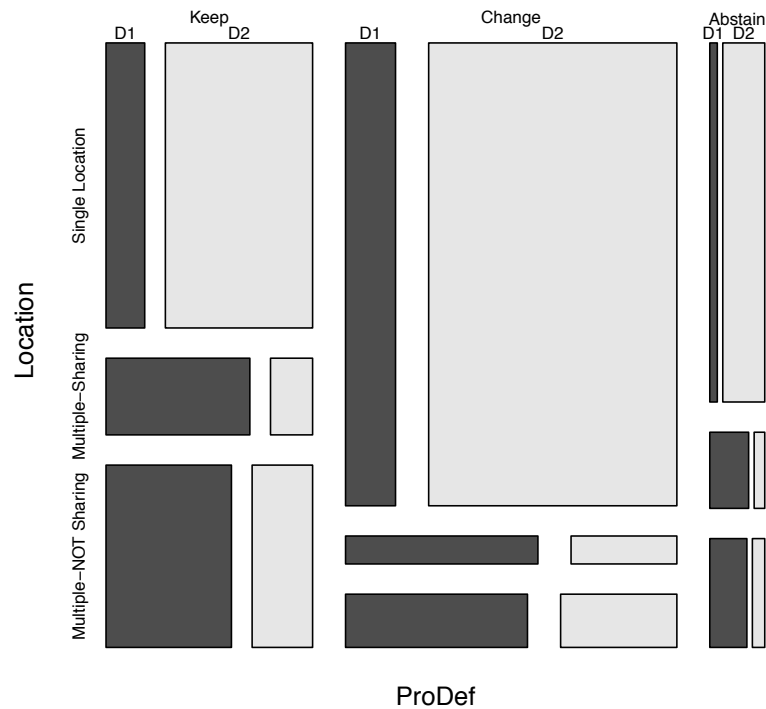 Keep Change Abstain
D1 D2 D1 D2 D1 D2
Single Location
Multiple−Sharing
Multiple−NOT Sharing
Location
ProDef